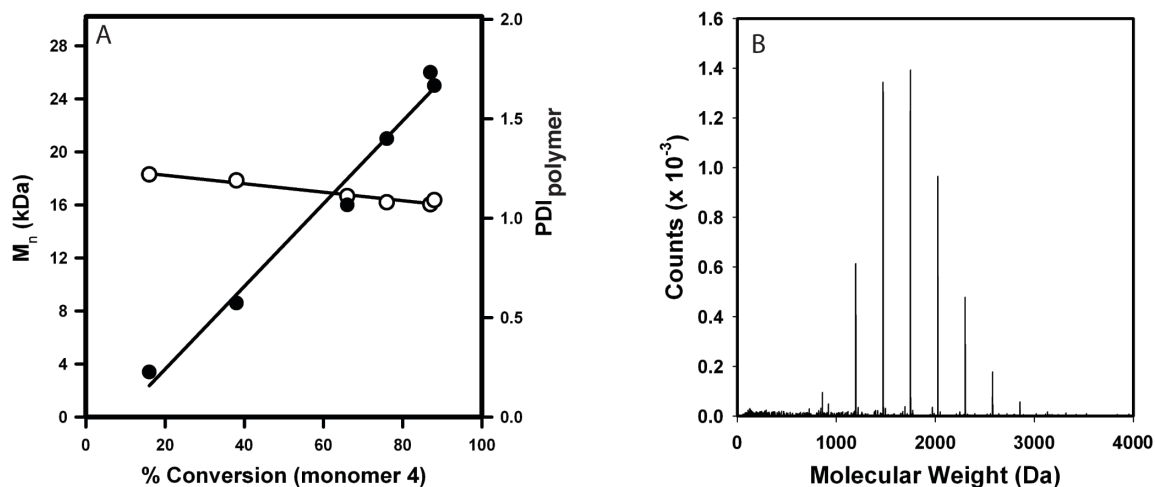 A
M_n (kDa)
28
24
20
16
12
8
4
0
0 20 40 60 80 100
% Conversion (monomer 4)
2.0
1.5
1.0
0.5
0.0
PDI_polymer
B
Counts (x 10^-3)
1.6
1.4
1.2
1.0
0.8
0.6
0.4
0.2
0.0
0 1000 2000 3000 4000
Molecular Weight (Da)